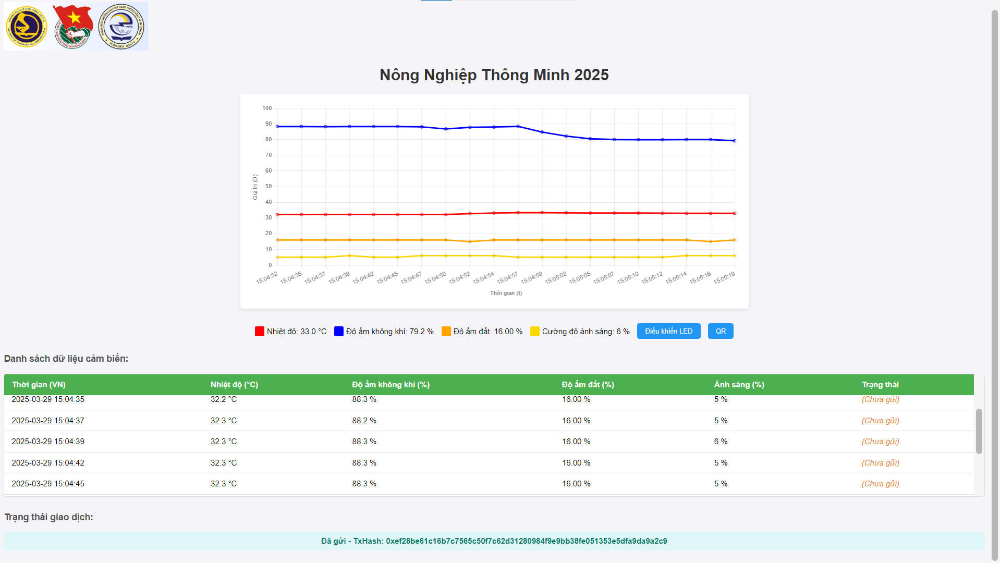 1990
ĐOÀN ĐIỆN - ĐIỆN TỬ
Nông Nghiệp Thông Minh 2025
100
90
80
70
60
50
40
30
20
10
0
Giá trị (D)
15:04:32 15:04:35 15:04:37 15:04:39 15:04:42 15:04:45 15:04:47 15:04:50 15:04:52 15:04:54 15:04:57 15:04:59 15:05:02 15:05:05 15:05:07 15:05:10 15:05:12 15:05:14 15:05:16 15:05:19
Thời gian (t)
Nhiệt độ: 33.0 °C Độ ẩm không khí: 79.2 % Độ ẩm đất: 16.00 % Cường độ ánh sáng: 6 % Điều khiển LED QR
Danh sách dữ liệu cảm biến:
Thời gian (VN) Nhiệt độ (°C) Độ ẩm không khí (%) Độ ẩm đất (%) Ánh sáng (%) Trạng thái
2025-03-29 15:04:35 32.2 °C 88.3 % 16.00 % 5 % (Chưa gửi)
2025-03-29 15:04:37 32.3 °C 88.2 % 16.00 % 5 % (Chưa gửi)
2025-03-29 15:04:39 32.3 °C 88.3 % 16.00 % 6 % (Chưa gửi)
2025-03-29 15:04:42 32.3 °C 88.3 % 16.00 % 5 % (Chưa gửi)
2025-03-29 15:04:45 32.3 °C 88.3 % 16.00 % 5 % (Chưa gửi)
Trạng thái giao dịch:
Đã gửi - TxHash: 0xef28be61c16b7c7565c50f7c62d31280984f9e9bb38fe051353e5dfa9da9a2c9